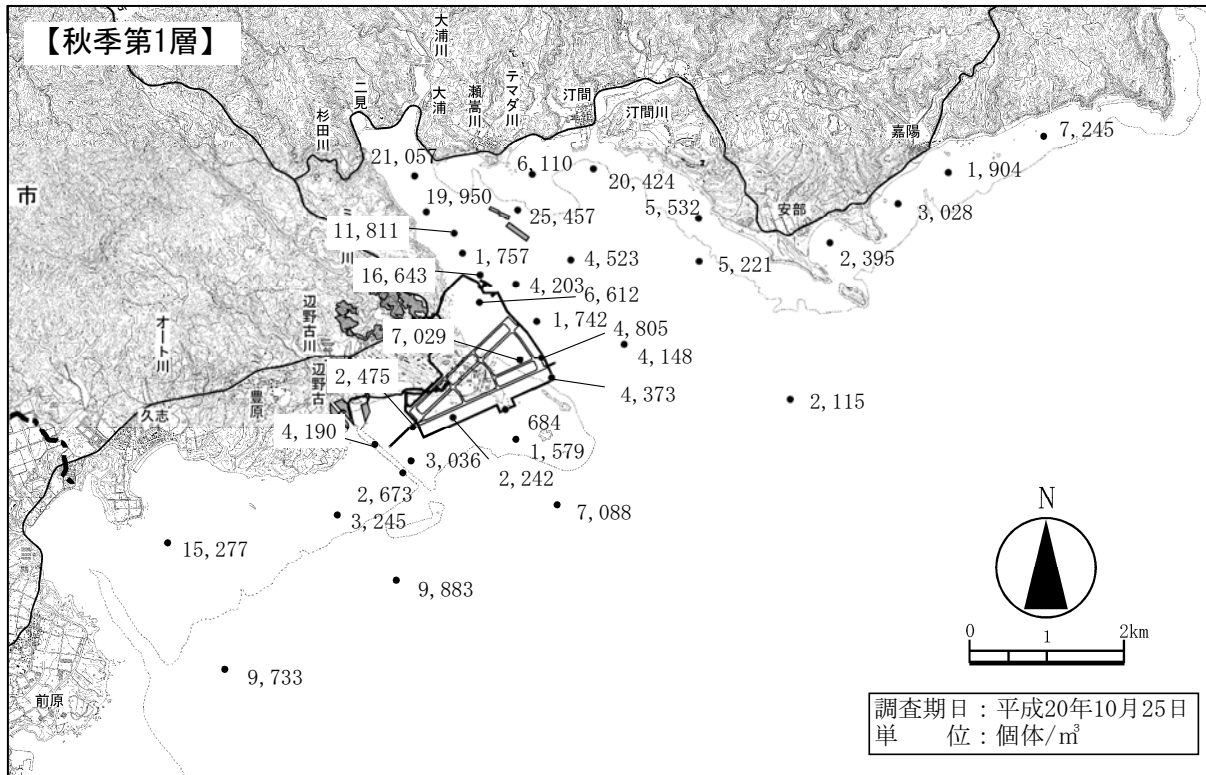 【秋季第1層】
大浦川
テマダ川
瀬嵩川
大浦
二見
杉田川
汀間
汀間川
嘉陽
安部
市
川
辺野古川
辺野古
オート川
豊原
久志
前原
7,245
21,057
6,110
20,424
1,904
19,950
25,457
5,532
3,028
11,811
1,757
4,523
5,221
2,395
16,643
4,203
6,612
1,742
4,805
7,029
4,148
2,475
4,373
2,115
684
4,190
1,579
3,036
2,242
2,673
7,088
3,245
15,277
9,883
9,733
N
0 1 2km
調査期日：平成20年10月25日
単　　位：個体/㎥